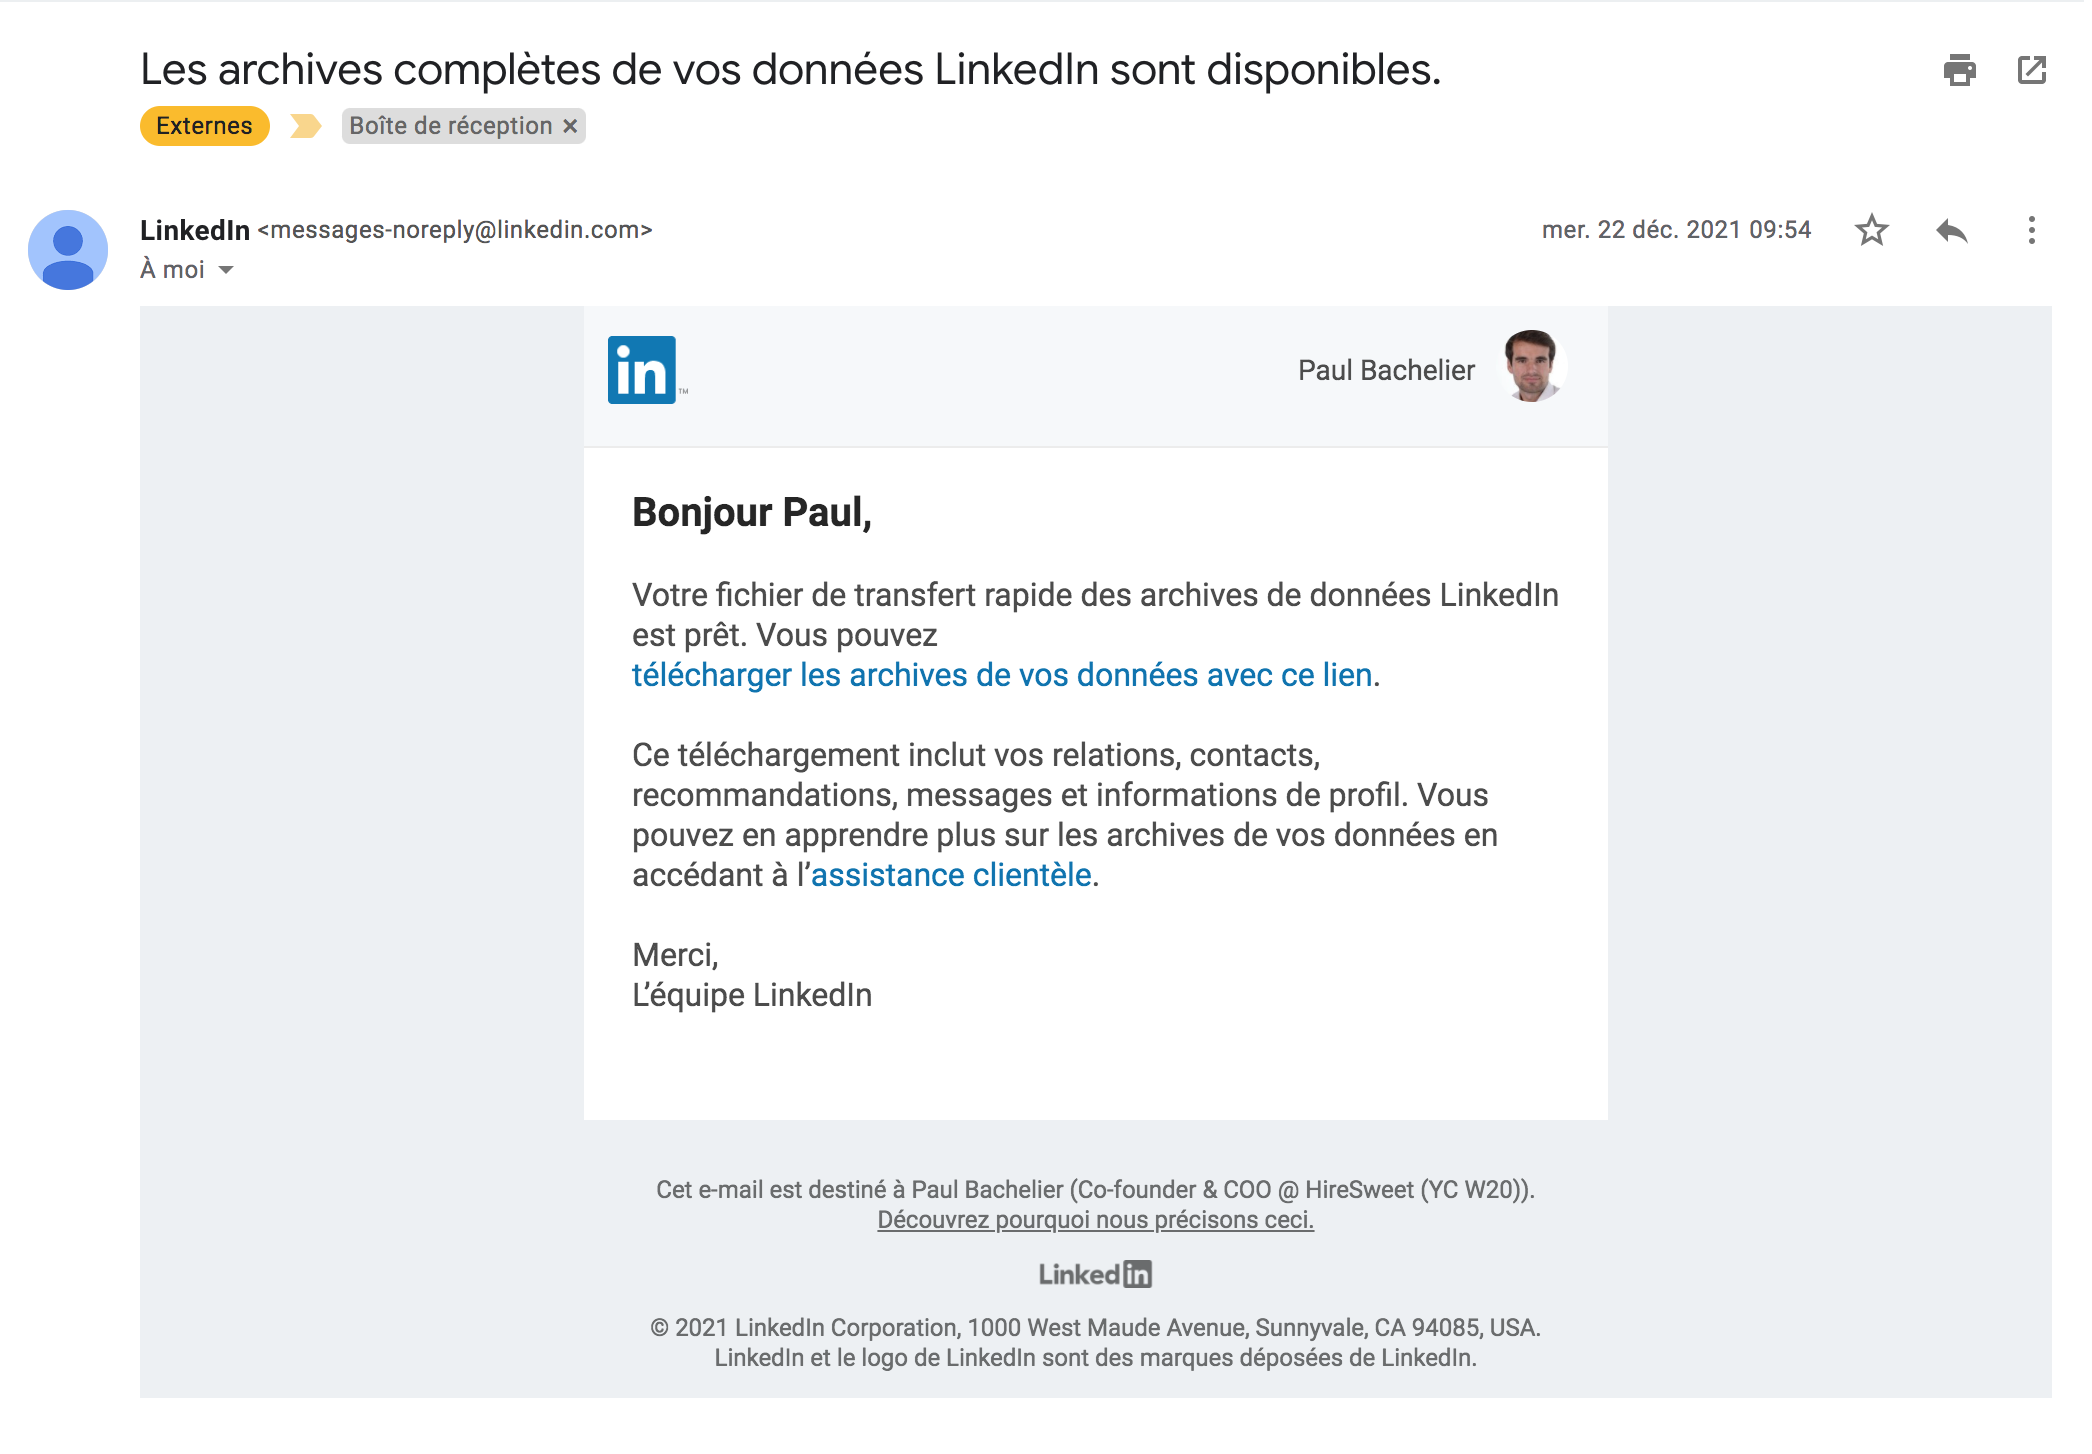 Les archives complètes de vos données LinkedIn sont disponibles.
Externes
Boîte de réception ×
LinkedIn <messages-noreply@linkedin.com>
mer. 22 déc. 2021 09:54
À moi
in ™
Paul Bachelier
Bonjour Paul,
Votre fichier de transfert rapide des archives de données LinkedIn
est prêt. Vous pouvez
télécharger les archives de vos données avec ce lien.
Ce téléchargement inclut vos relations, contacts,
recommandations, messages et informations de profil. Vous
pouvez en apprendre plus sur les archives de vos données en
accédant à l’assistance clientèle.
Merci,
L’équipe LinkedIn
Cet e-mail est destiné à Paul Bachelier (Co-founder & COO @ HireSweet (YC W20)).
Découvrez pourquoi nous précisons ceci.
Linked in
© 2021 LinkedIn Corporation, 1000 West Maude Avenue, Sunnyvale, CA 94085, USA.
LinkedIn et le logo de LinkedIn sont des marques déposées de LinkedIn.